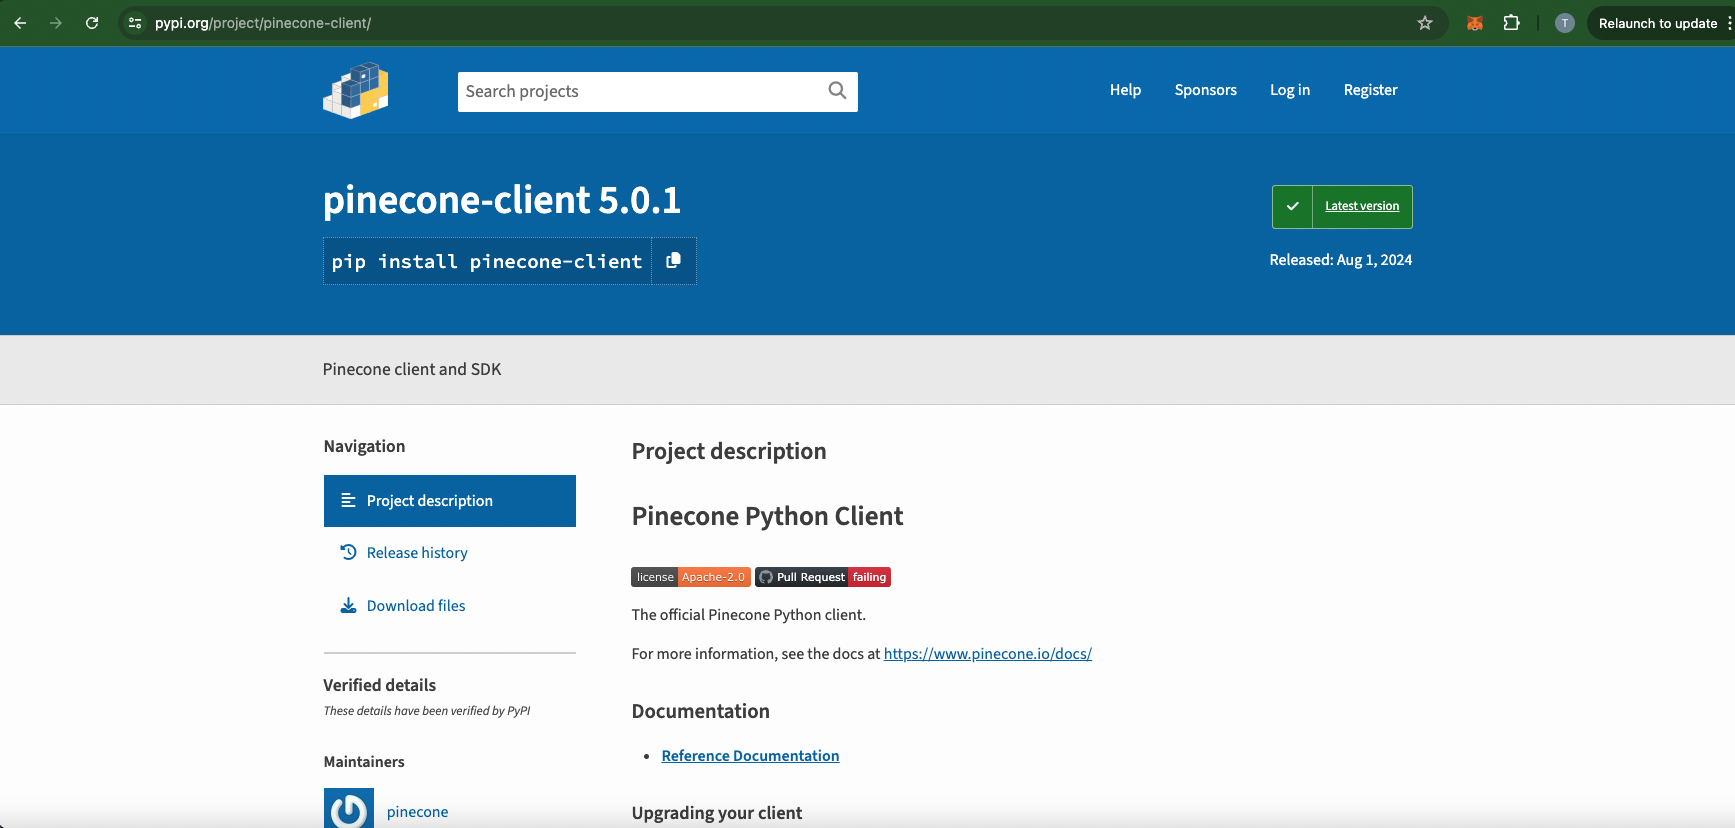 pypi.org/project/pinecone-client/
T
Relaunch to update
Search projects
Help
Sponsors
Log in
Register
pinecone-client 5.0.1
Latest version
pip install pinecone-client
Released: Aug 1, 2024
Pinecone client and SDK
Navigation
Project description
Release history
Download files
Verified details
These details have been verified by PyPI
Maintainers
pinecone
Project description
Pinecone Python Client
license Apache-2.0 Pull Request failing
The official Pinecone Python client.
For more information, see the docs at https://www.pinecone.io/docs/
Documentation
• Reference Documentation
Upgrading your client